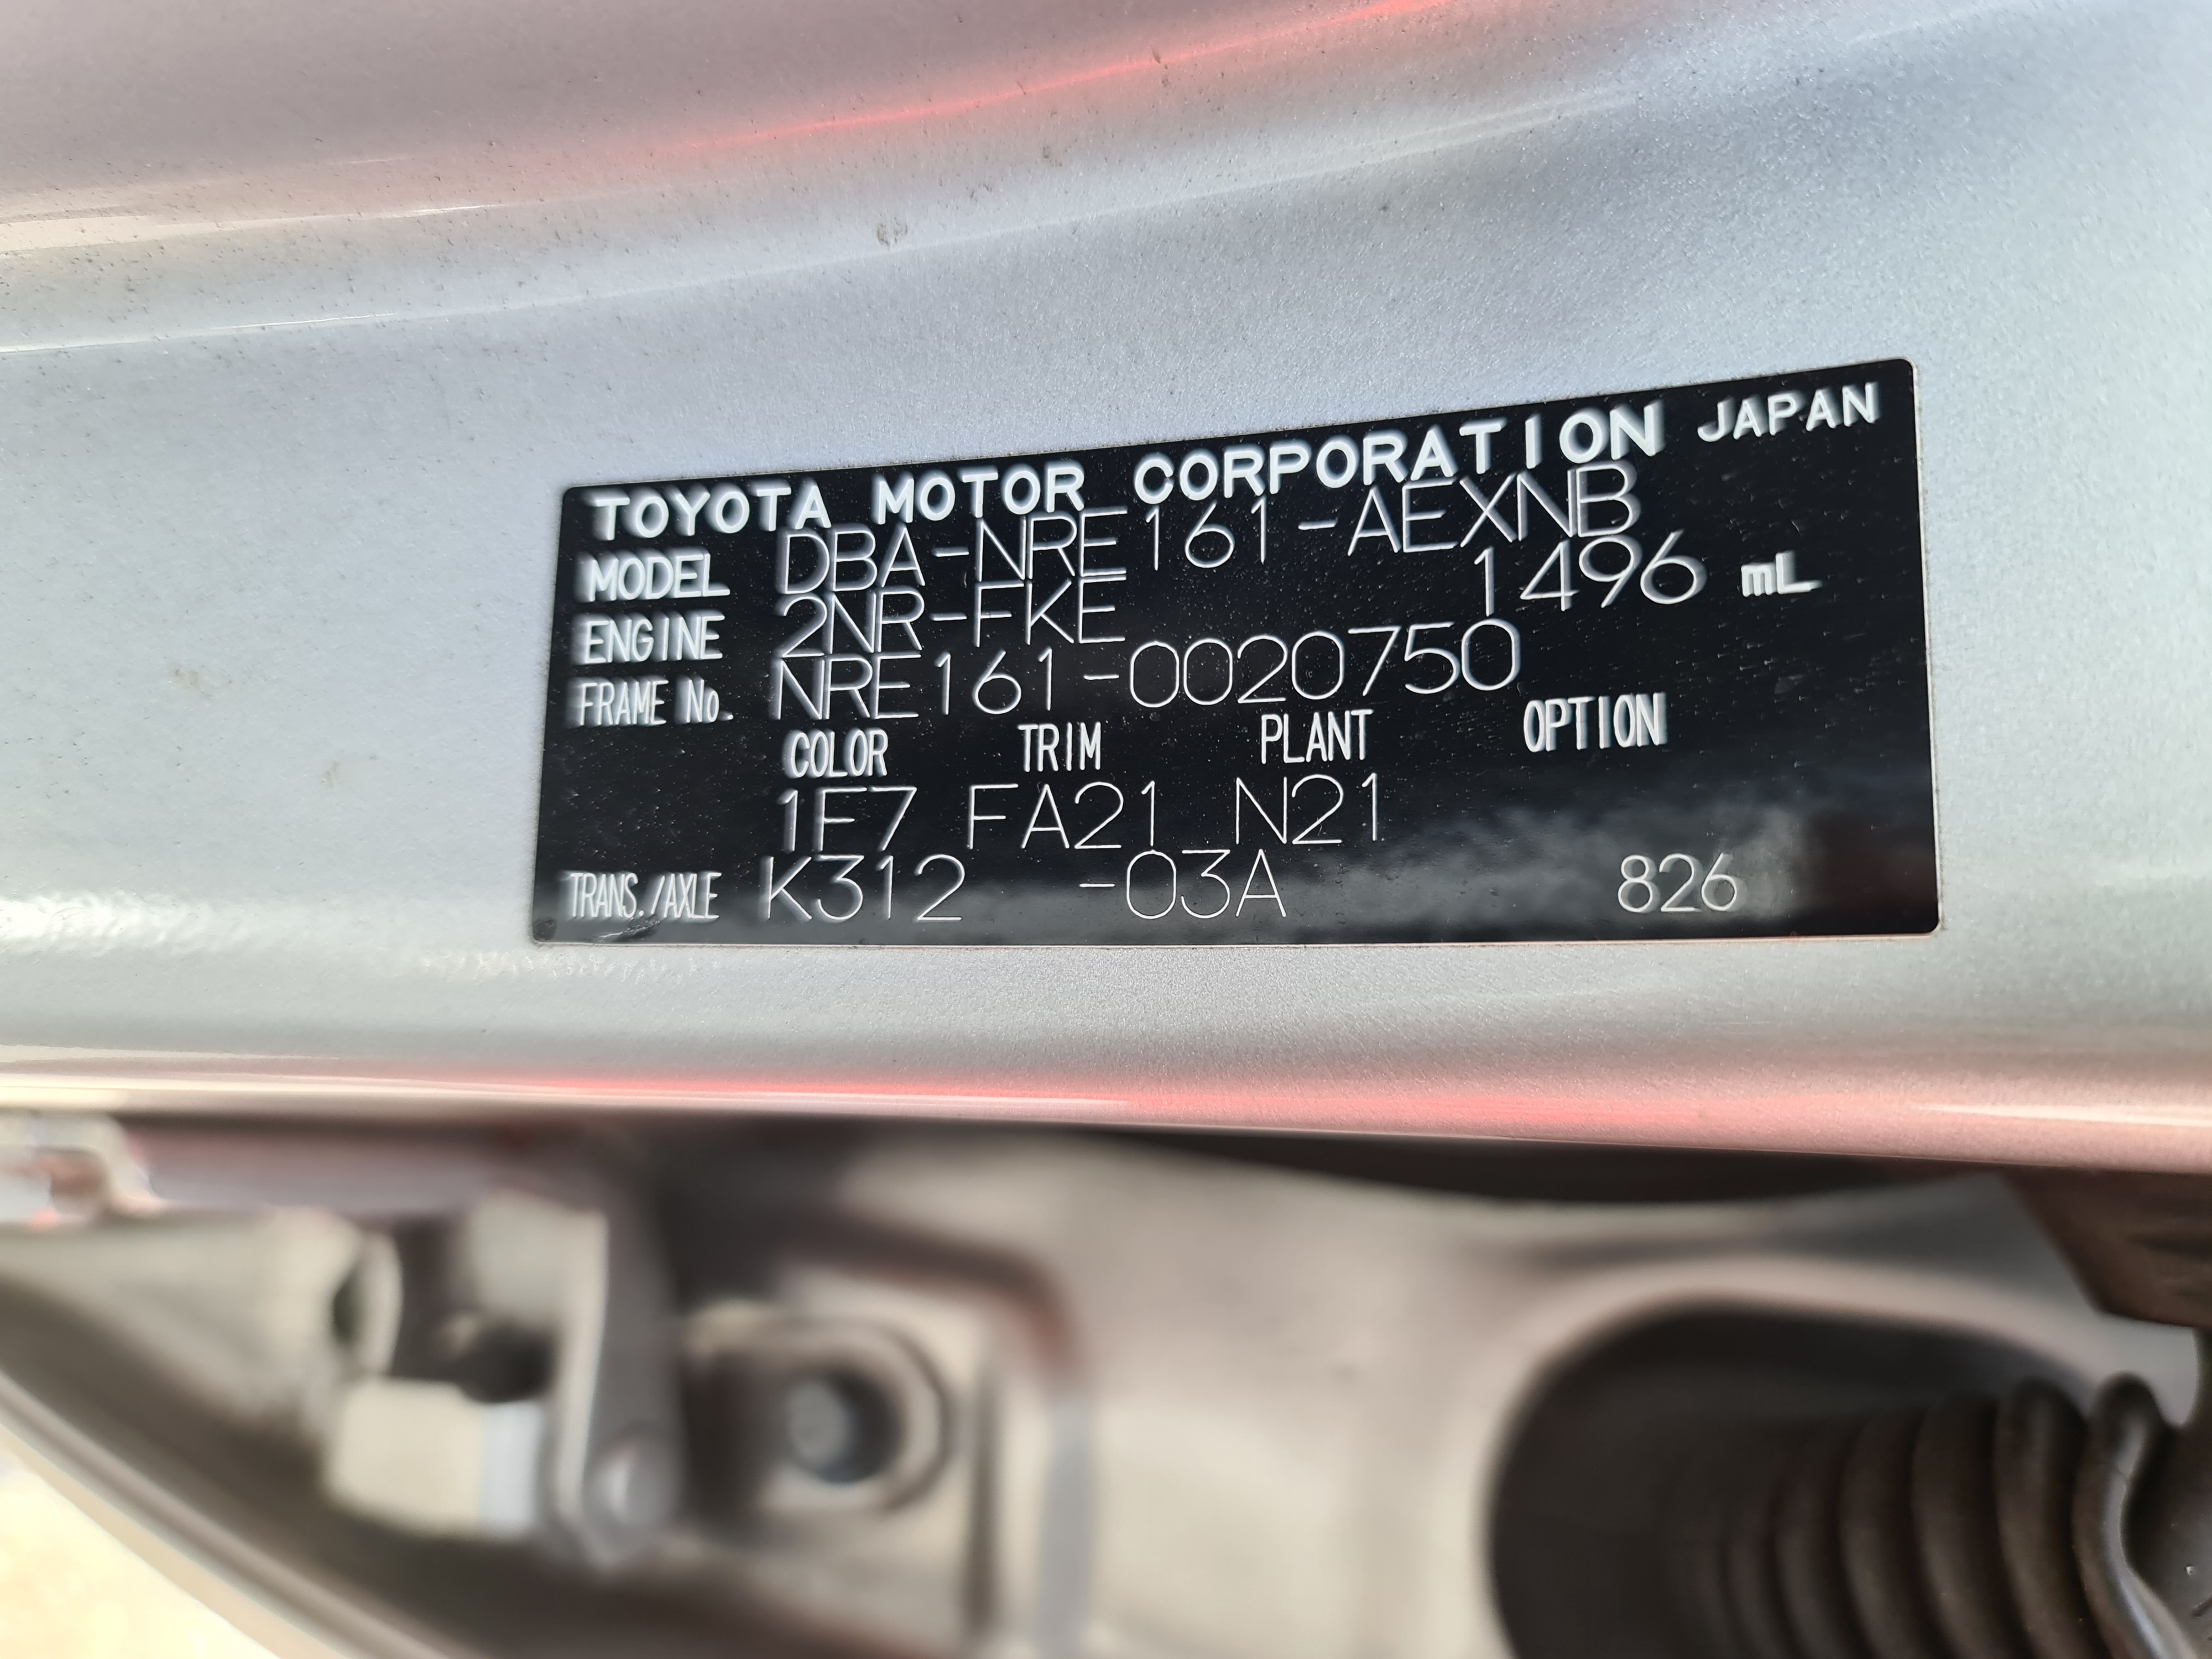 TOYOTA MOTOR CORPORATION JAPAN
MODEL DBA-NRE161-AEXNB
ENGINE 2NR-FKE 1496 mL
FRAME No. NRE161-0020750
COLOR TRIM PLANT OPTION
1F7 FA21 N21
TRANS./AXLE K312 -03A 826